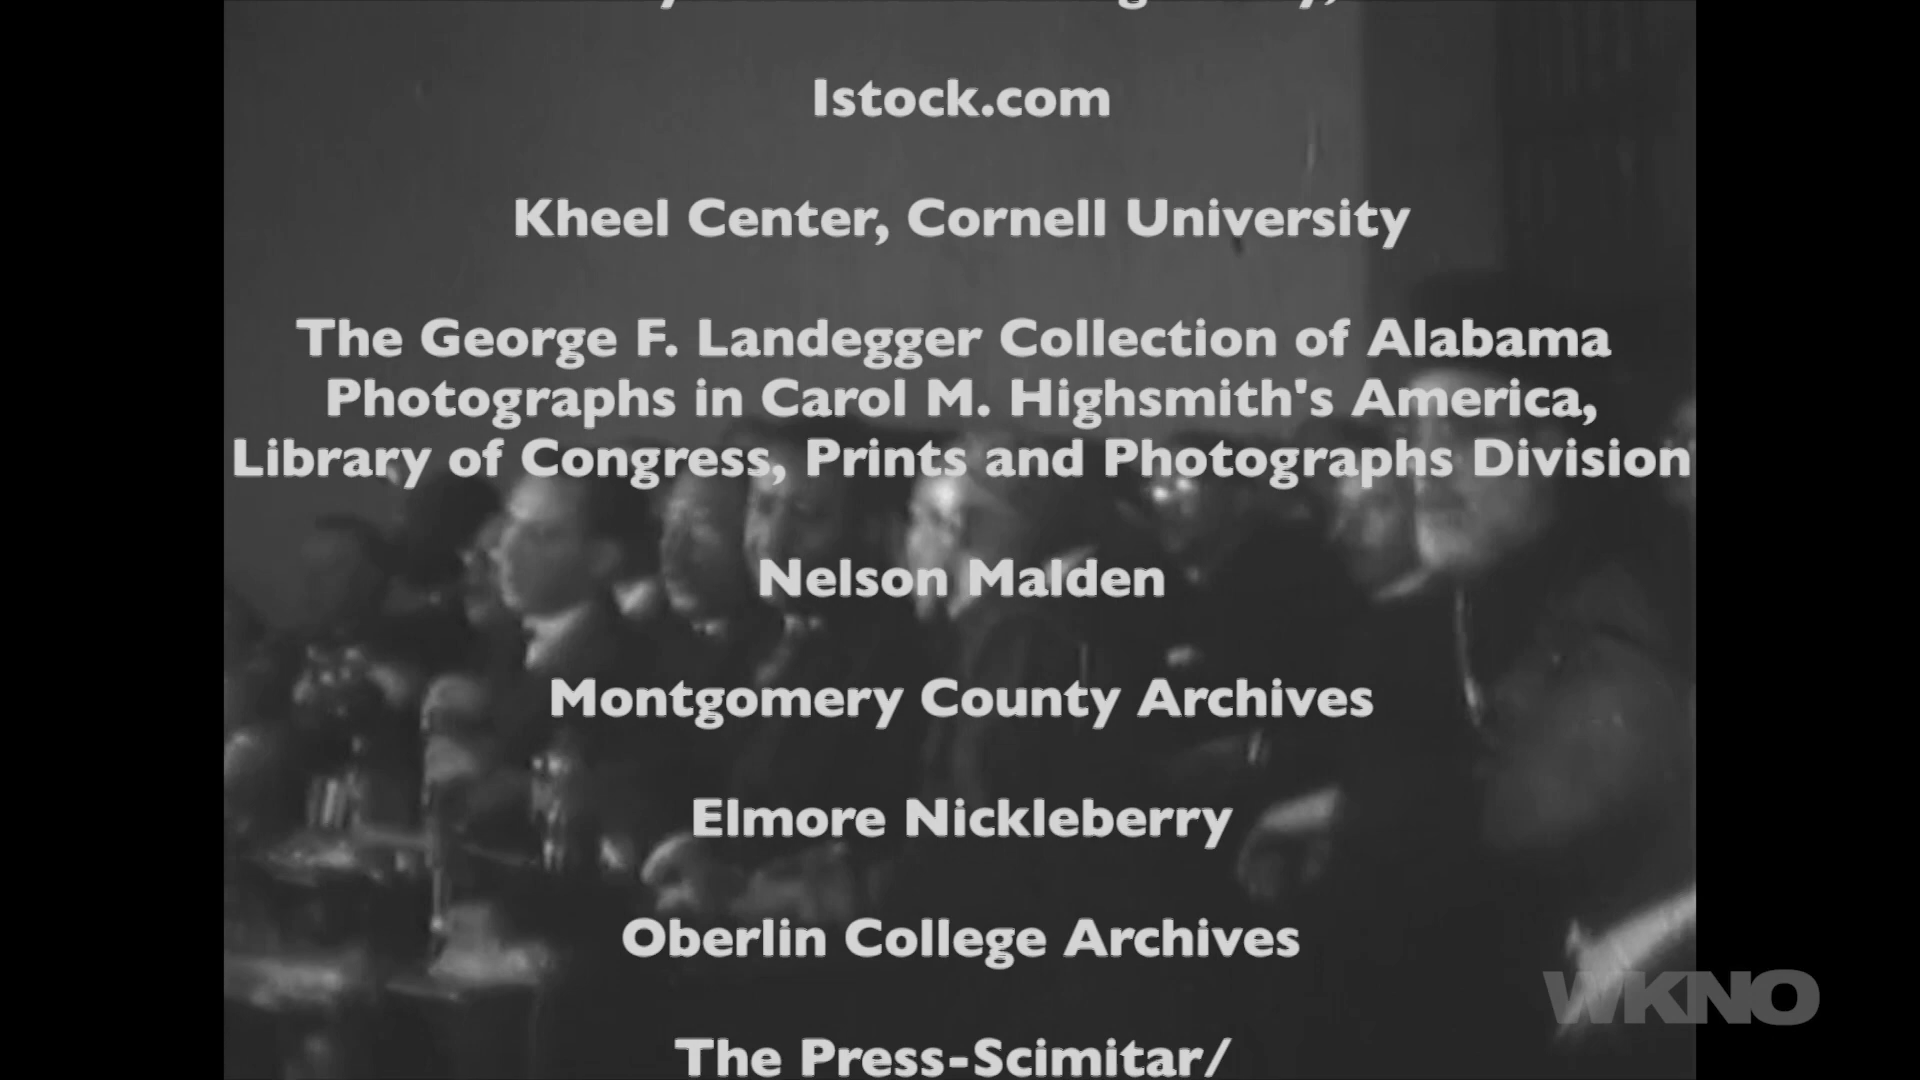 Istock.com
Kheel Center, Cornell University
The George F. Landegger Collection of Alabama
Photographs in Carol M. Highsmith's America,
Library of Congress, Prints and Photographs Division
Nelson Malden
Montgomery County Archives
Elmore Nickleberry
Oberlin College Archives
WKNO
The Press-Scimitar/